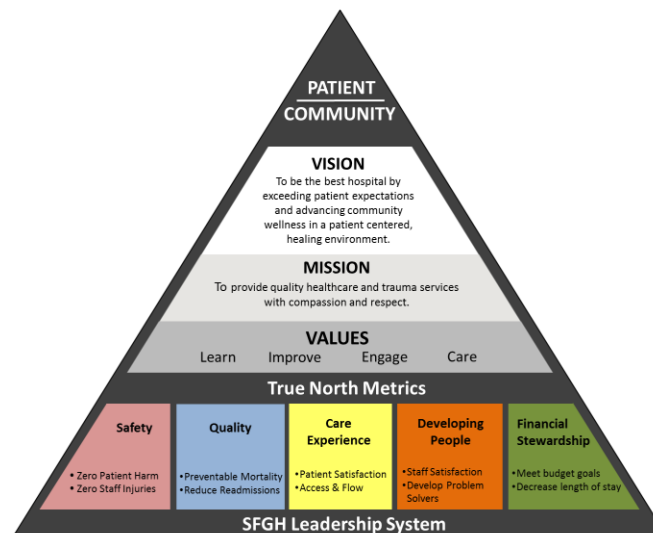 PATIENT
COMMUNITY
VISION
To be the best hospital by
exceeding patient expectations
and advancing community
wellness in a patient centered,
healing environment.
MISSION
To provide quality healthcare and trauma services
with compassion and respect.
VALUES
Learn Improve Engage Care
True North Metrics
Safety
•Zero Patient Harm
•Zero Staff Injuries
Quality
•Preventable Mortality
•Reduce Readmissions
Care
Experience
•Patient Satisfaction
•Access & Flow
Developing
People
•Staff Satisfaction
•Develop Problem
Solvers
Financial
Stewardship
•Meet budget goals
•Decrease length of stay
SFGH Leadership System